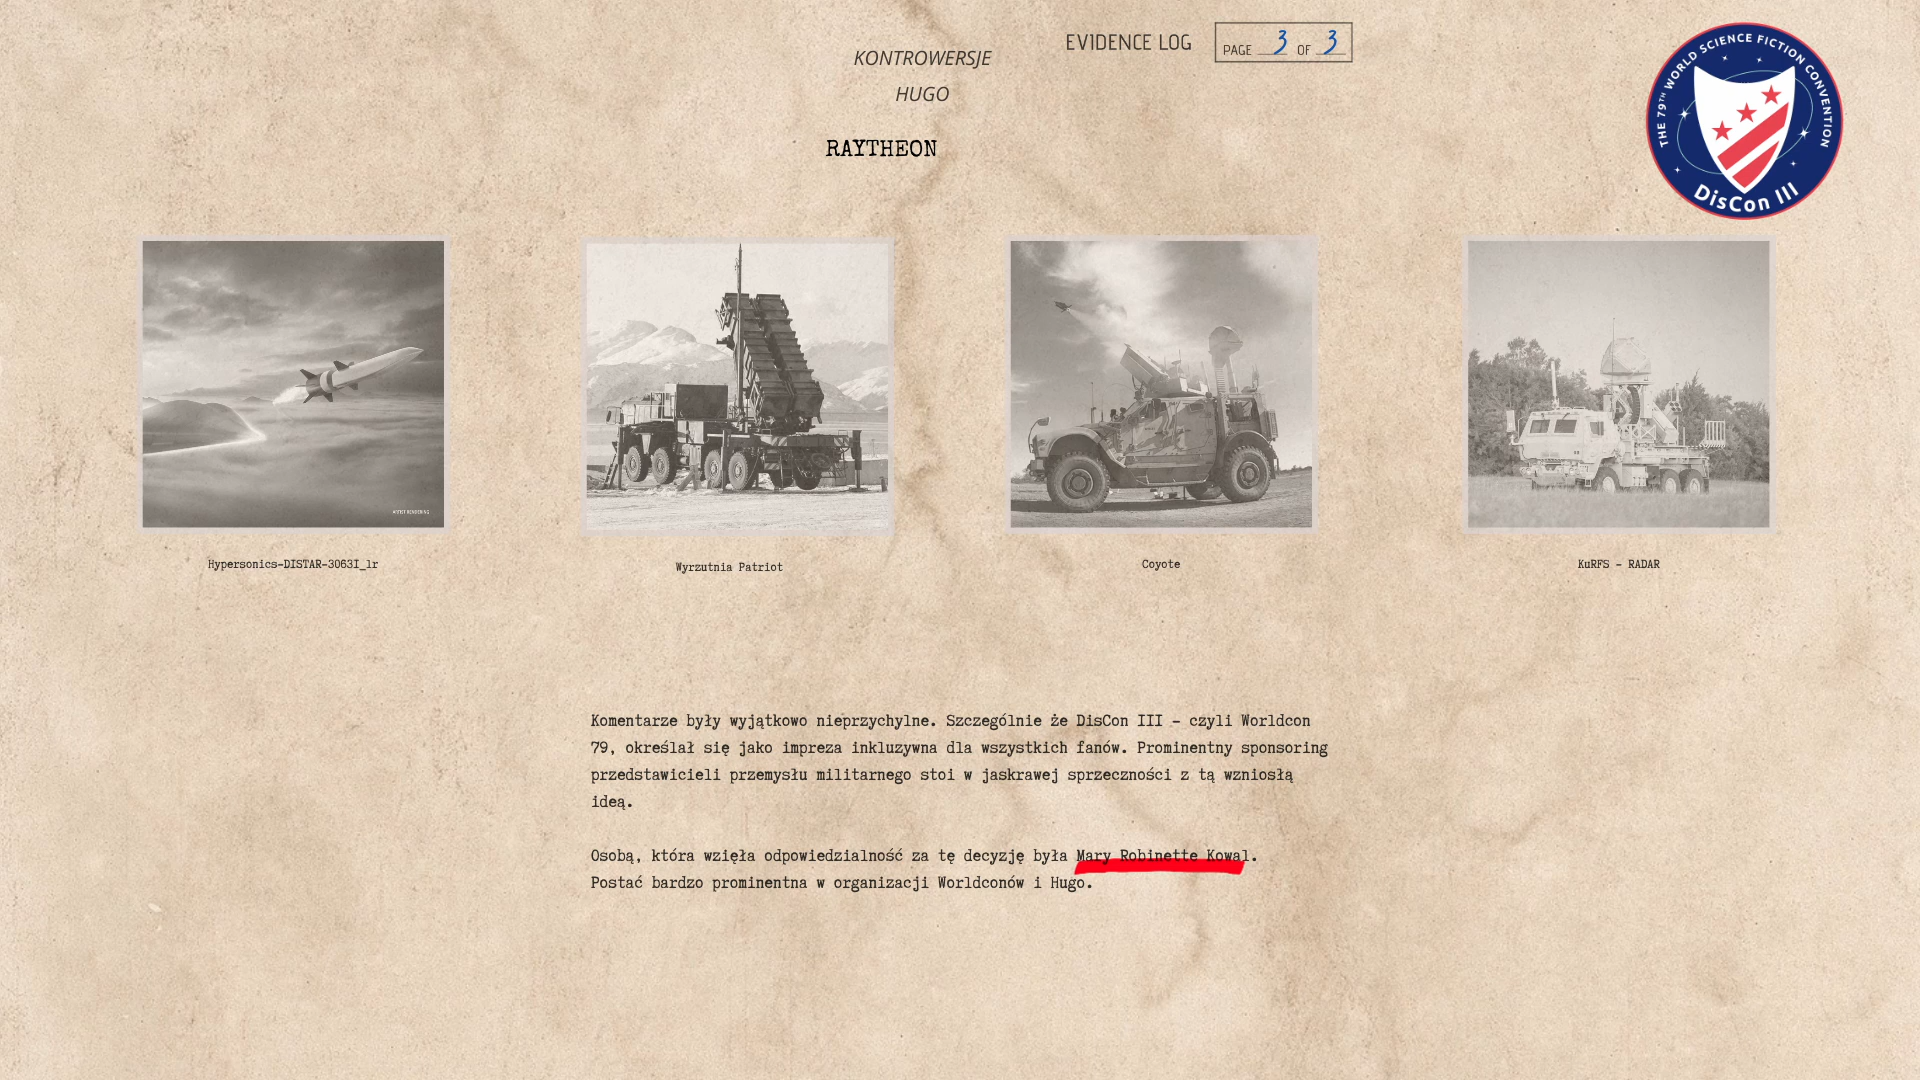 KONTROWERSJE
HUGO
EVIDENCE LOG
PAGE 3 OF 3
THE 79TH WORLD SCIENCE FICTION CONVENTION
DisCon III
RAYTHEON
ARTIST RENDERING
Hypersonics-DISTAR-3063I_lr
Wyrzutnia Patriot
Coyote
KuRFS - RADAR
Komentarze były wyjątkowo nieprzychylne. Szczególnie że DisCon III - czyli Worldcon
79, określał się jako impreza inkluzywna dla wszystkich fanów. Prominentny sponsoring
przedstawicieli przemysłu militarnego stoi w jaskrawej sprzeczności z tą wzniosłą
ideą.
Osobą, która wzięła odpowiedzialność za tę decyzję była Mary Robinette Kowal.
Postać bardzo prominentna w organizacji Worldconów i Hugo.